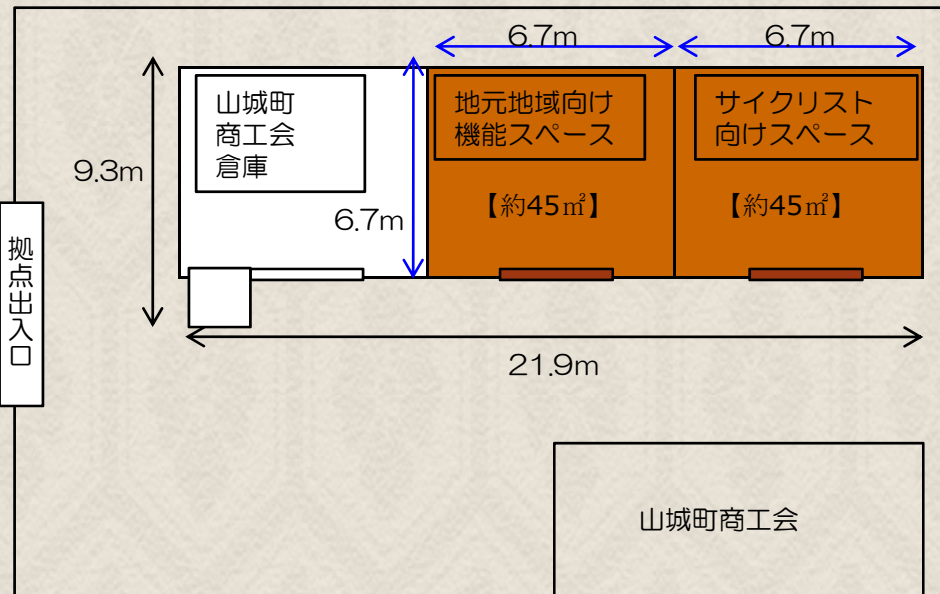 6.7m
6.7m
山城町
商工会
倉庫
地元地域向け
機能スペース
サイクリスト
向けスペース
9.3m
6.7m
【約45㎡】
【約45㎡】
拠点出入口
21.9m
山城町商工会